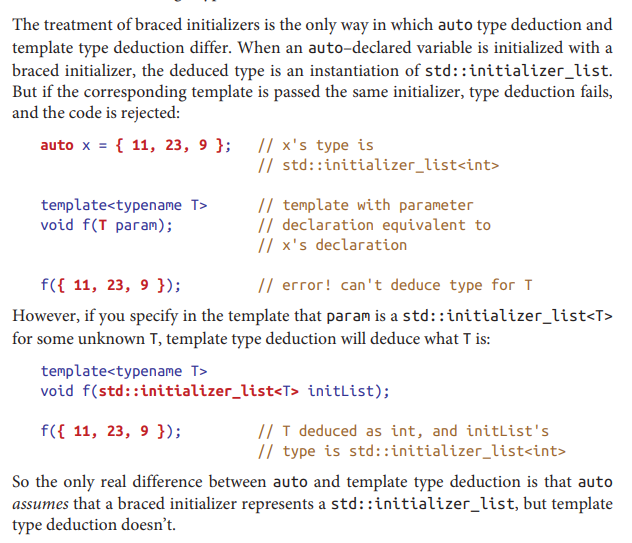 The treatment of braced initializers is the only way in which auto type deduction and
template type deduction differ. When an auto–declared variable is initialized with a
braced initializer, the deduced type is an instantiation of std::initializer_list.
But if the corresponding template is passed the same initializer, type deduction fails,
and the code is rejected:
auto x = { 11, 23, 9 };   // x's type is
// std::initializer_list<int>
template<typename T>      // template with parameter
void f(T param);          // declaration equivalent to
// x's declaration
f({ 11, 23, 9 });         // error! can't deduce type for T
However, if you specify in the template that param is a std::initializer_list<T>
for some unknown T, template type deduction will deduce what T is:
template<typename T>
void f(std::initializer_list<T> initList);
f({ 11, 23, 9 });         // T deduced as int, and initList's
// type is std::initializer_list<int>
So the only real difference between auto and template type deduction is that auto
assumes that a braced initializer represents a std::initializer_list, but template
type deduction doesn't.